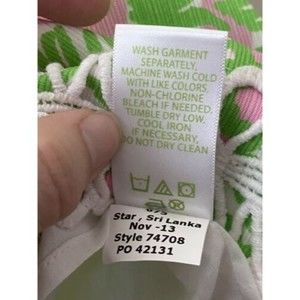 WASH GARMENT
SEPARATELY,
MACHINE WASH COLD
WITH LIKE COLORS.
NON-CHLORINE
BLEACH IF NEEDED.
TUMBLE DRY LOW.
COOL IRON
IF NECESSARY.
DO NOT DRY CLEAN
Star , Sri Lanka
Nov -13
Style 74708
PO 42131